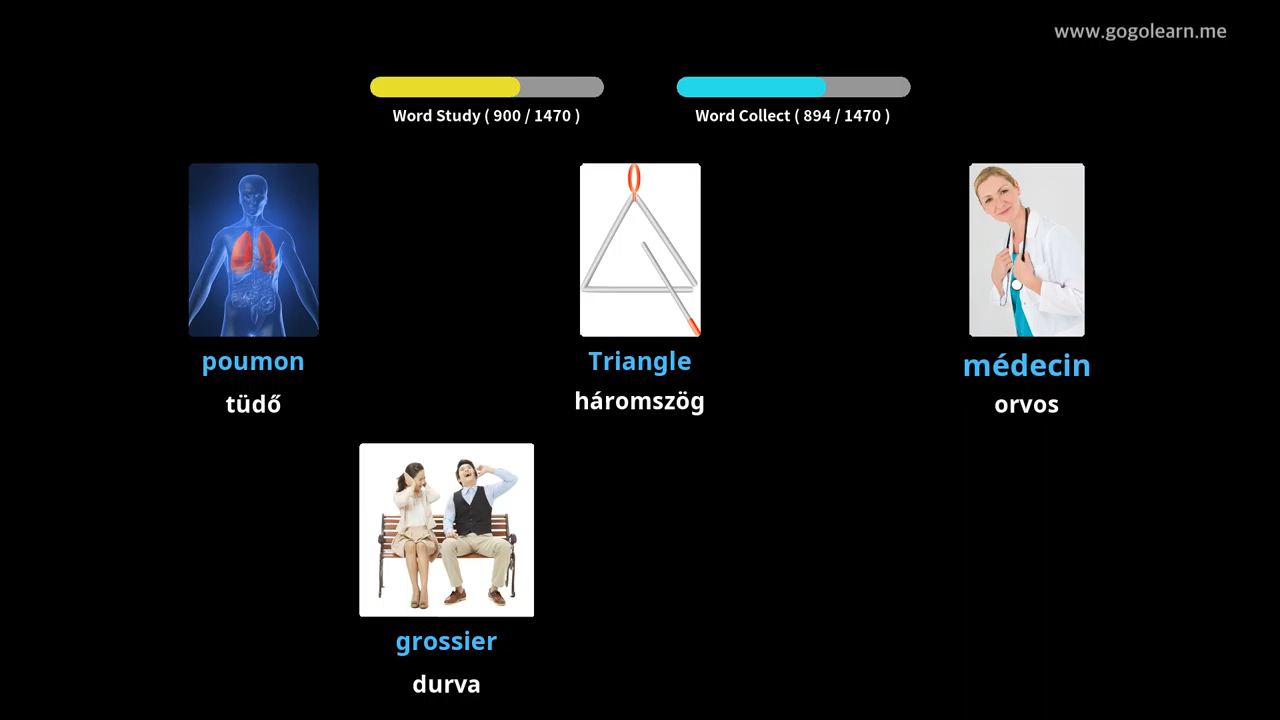 www.gogolearn.me
Word Study ( 900 / 1470 )
Word Collect ( 894 / 1470 )
poumon
tüdő
Triangle
háromszög
médecin
orvos
grossier
durva